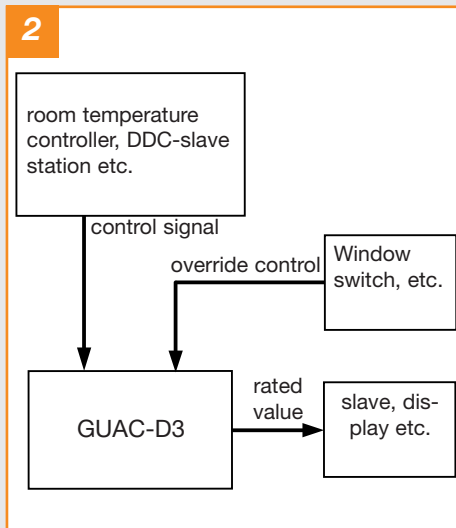 2
room temperature
controller, DDC-slave
station etc.
control signal
override control
Window
switch, etc.
GUAC-D3
rated
value
slave, dis-
play etc.